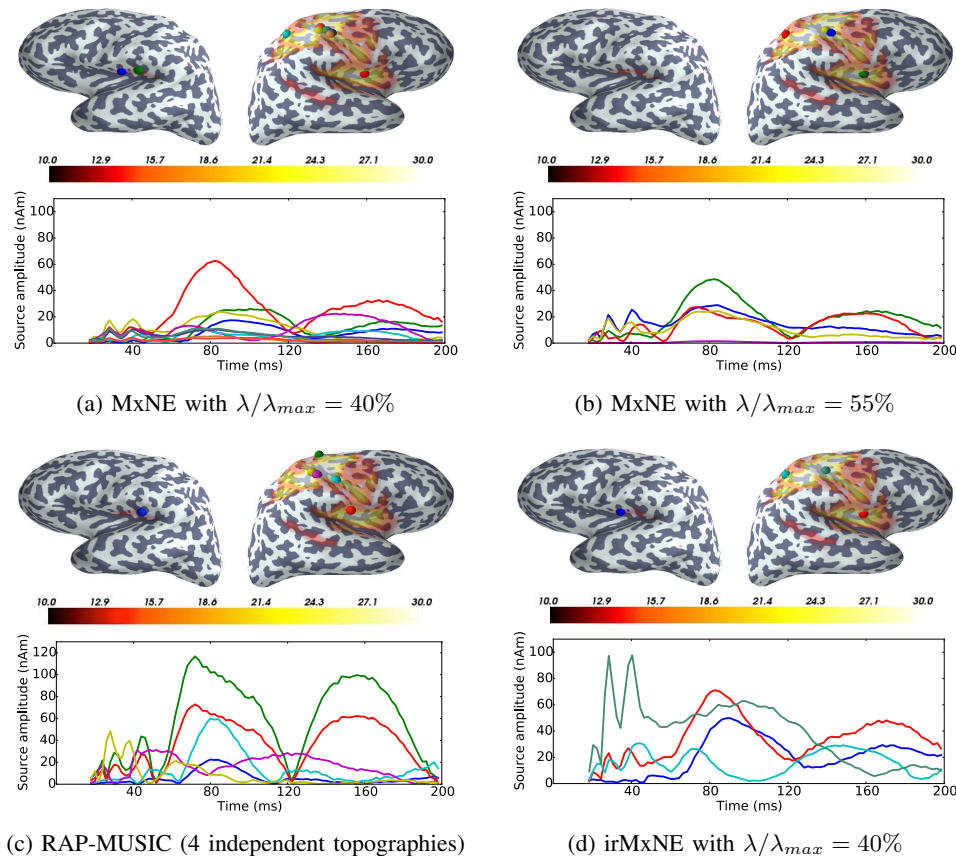 10.0 12.9 15.7 18.6 21.4 24.3 27.1 30.0
100
80
60
40
20
0
Source amplitude (nAm)
40 80 120 160 200
Time (ms)
(a) MxNE with λ/λmax = 40%
10.0 12.9 15.7 18.6 21.4 24.3 27.1 30.0
100
80
60
40
20
0
Source amplitude (nAm)
40 80 120 160 200
Time (ms)
(b) MxNE with λ/λmax = 55%
10.0 12.9 15.7 18.6 21.4 24.3 27.1 30.0
120
100
80
60
40
20
0
Source amplitude (nAm)
40 80 120 160 200
Time (ms)
(c) RAP-MUSIC (4 independent topographies)
10.0 12.9 15.7 18.6 21.4 24.3 27.1 30.0
100
80
60
40
20
0
Source amplitude (nAm)
40 80 120 160 200
Time (ms)
(d) irMxNE with λ/λmax = 40%